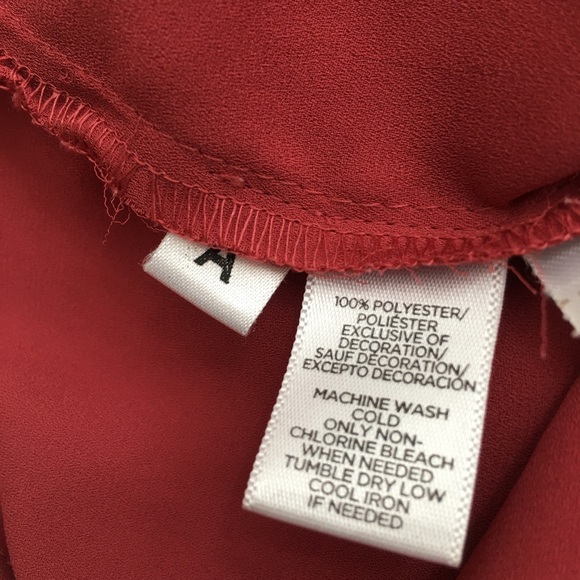 A
100% POLYESTER/
POLIÉSTER
EXCLUSIVE OF
DECORATION/
SAUF DÉCORATION/
EXCEPTO DECORACIÓN
MACHINE WASH
COLD
ONLY NON-
CHLORINE BLEACH
WHEN NEEDED
TUMBLE DRY LOW
COOL IRON
IF NEEDED